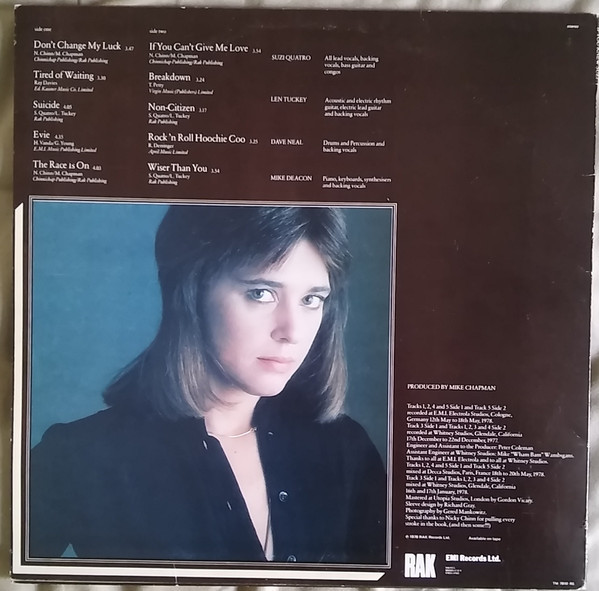 side one
Don't Change My Luck 3.47
N. Chinn/M. Chapman
Chinnichap Publishing/Rak Publishing
Tired of Waiting 3.38
Ray Davies
Ed. Kassner Music Co. Limited
Suicide 4.03
S. Quatro/L. Tuckey
Rak Publishing
Evie 4.35
H. Vanda/G. Young
E.M.I. Music Publishing Limited
The Race is On 4.03
N. Chinn/M. Chapman
Chinnichap Publishing/Rak Publishing
side two
If You Can't Give Me Love 3.54
N. Chinn/M. Chapman
Chinnichap Publishing/Rak Publishing
Breakdown 3.24
T. Petty
Virgin Music (Publishers) Limited
Non-Citizen 3.17
S. Quatro/L. Tuckey
Rak Publishing
Rock 'n Roll Hoochie Coo 3.25
R. Derringer
April Music Limited
Wiser Than You 3.54
S. Quatro/L. Tuckey
Rak Publishing
SUZI QUATRO
All lead vocals, backing
vocals, bass guitar and
congos
LEN TUCKEY
Acoustic and electric rhythm
guitar, electric lead guitar
and backing vocals
DAVE NEAL
Drums and Percussion and
backing vocals
MIKE DEACON
Piano, keyboards, synthesisers
and backing vocals
stereo
PRODUCED BY MIKE CHAPMAN
Tracks 1, 2, 4 and 5 Side 1 and Track 5 Side 2
recorded at E.M.I. Electrola Studios, Cologne,
Germany 12th May to 18th May, 1978.
Track 3 Side 1 and Tracks 1, 2, 3 and 4 Side 2
recorded at Whitney Studios, Glendale, California
17th December to 22nd December, 1977.
Engineer and Assistant to the Producer: Peter Coleman
Assistant Engineer at Whitney Studios: Mike "Wham Bam" Wamhsgans.
Thanks to all at E.M.I. Electrola and to all at Whitney Studios.
Tracks 1, 2, 4 and 5 Side 1 and Track 5 Side 2
mixed at Decca Studios, Paris, France 18th to 20th May, 1978.
Track 3 Side 1 and Tracks 1, 2, 3 and 4 Side 2
mixed at Whitney Studios, Glendale, California
16th and 17th January, 1978.
Mastered at Utopia Studios, London by Gordon Vicary.
Sleeve design by Richard Gray.
Photography by Gered Mankowitz.
Special thanks to Nicky Chinn for pulling every
stroke in the book, (and then some!!!)
℗ 1978 RAK Records Ltd.
Available on tape
RAK
EMI Records Ltd.